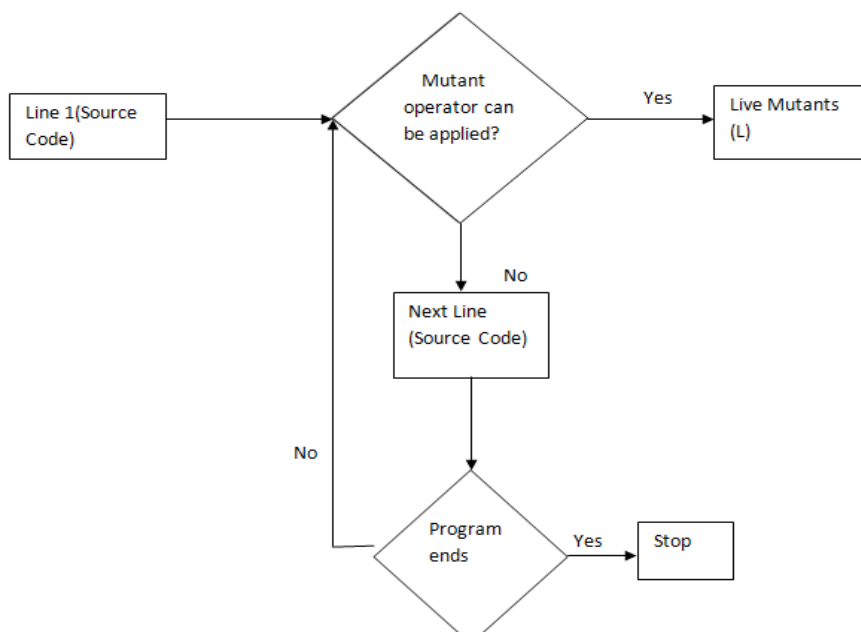 Line 1(Source
Code)
Mutant
operator can
be applied?
Yes
Live Mutants
(L)
No
Next Line
(Source Code)
No
Program
ends
Yes
Stop